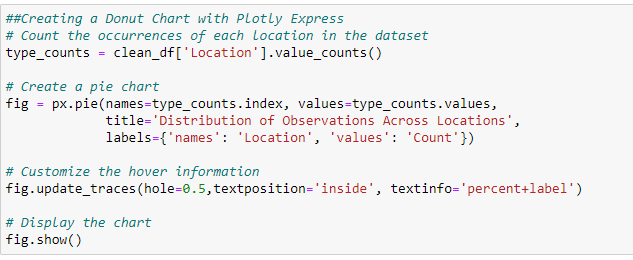 ##Creating a Donut Chart with Plotly Express
# Count the occurrences of each location in the dataset
type_counts = clean_df['Location'].value_counts()

# Create a pie chart
fig = px.pie(names=type_counts.index, values=type_counts.values,
             title='Distribution of Observations Across Locations',
             labels={'names': 'Location', 'values': 'Count'})

# Customize the hover information
fig.update_traces(hole=0.5,textposition='inside', textinfo='percent+label')

# Display the chart
fig.show()